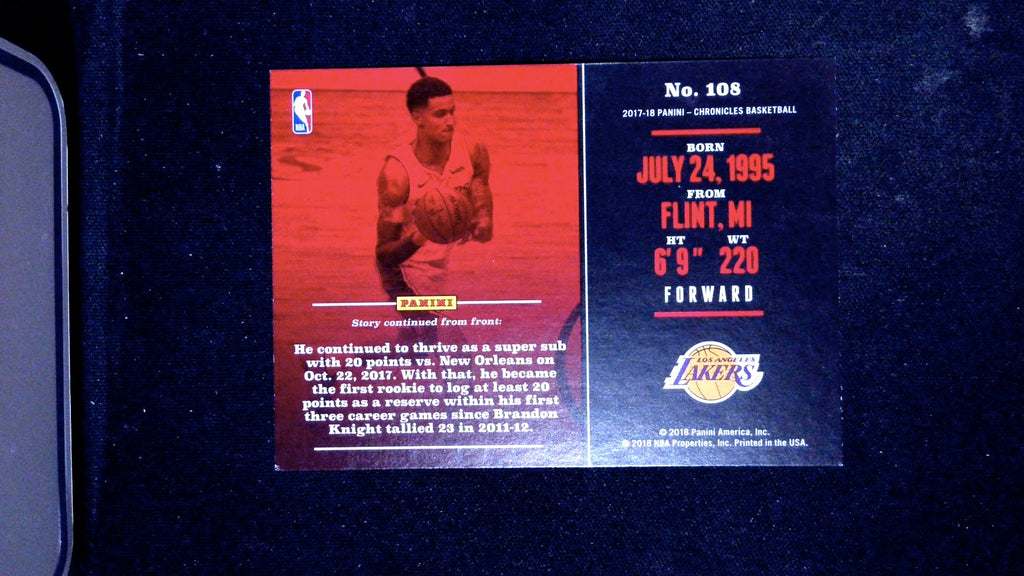 NBA
PANINI
Story continued from front:
He continued to thrive as a super sub
with 20 points vs. New Orleans on
Oct. 22, 2017. With that, he became
the first rookie to log at least 20
points as a reserve within his first
three career games since Brandon
Knight tallied 23 in 2011-12.
No. 108
2017-18 PANINI – CHRONICLES BASKETBALL
BORN
JULY 24, 1995
FROM
FLINT, MI
HT WT
6' 9" 220
FORWARD
LOS ANGELES
LAKERS
© 2018 Panini America, Inc.
© 2018 NBA Properties, Inc. Printed in the USA.